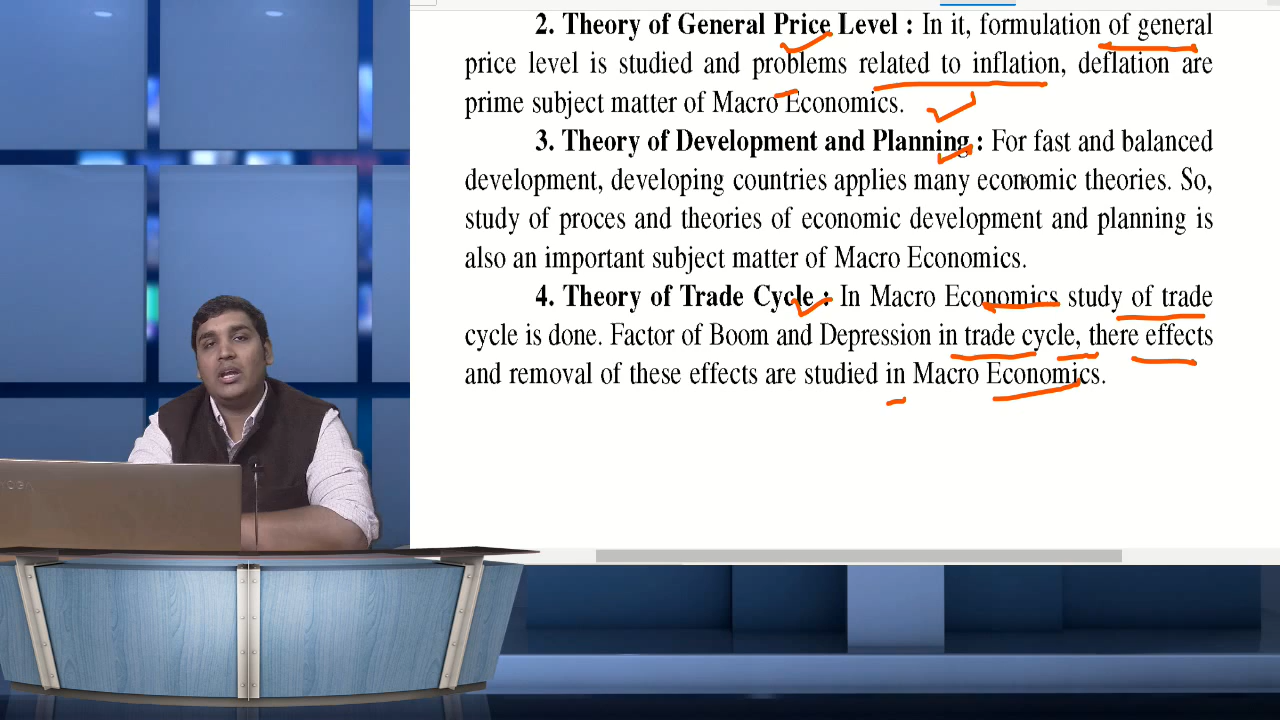 2. Theory of General Price Level : In it, formulation of general
price level is studied and problems related to inflation, deflation are
prime subject matter of Macro Economics.
3. Theory of Development and Planning : For fast and balanced
development, developing countries applies many economic theories. So,
study of proces and theories of economic development and planning is
also an important subject matter of Macro Economics.
4. Theory of Trade Cycle : In Macro Economics study of trade
cycle is done. Factor of Boom and Depression in trade cycle, there effects
and removal of these effects are studied in Macro Economics.